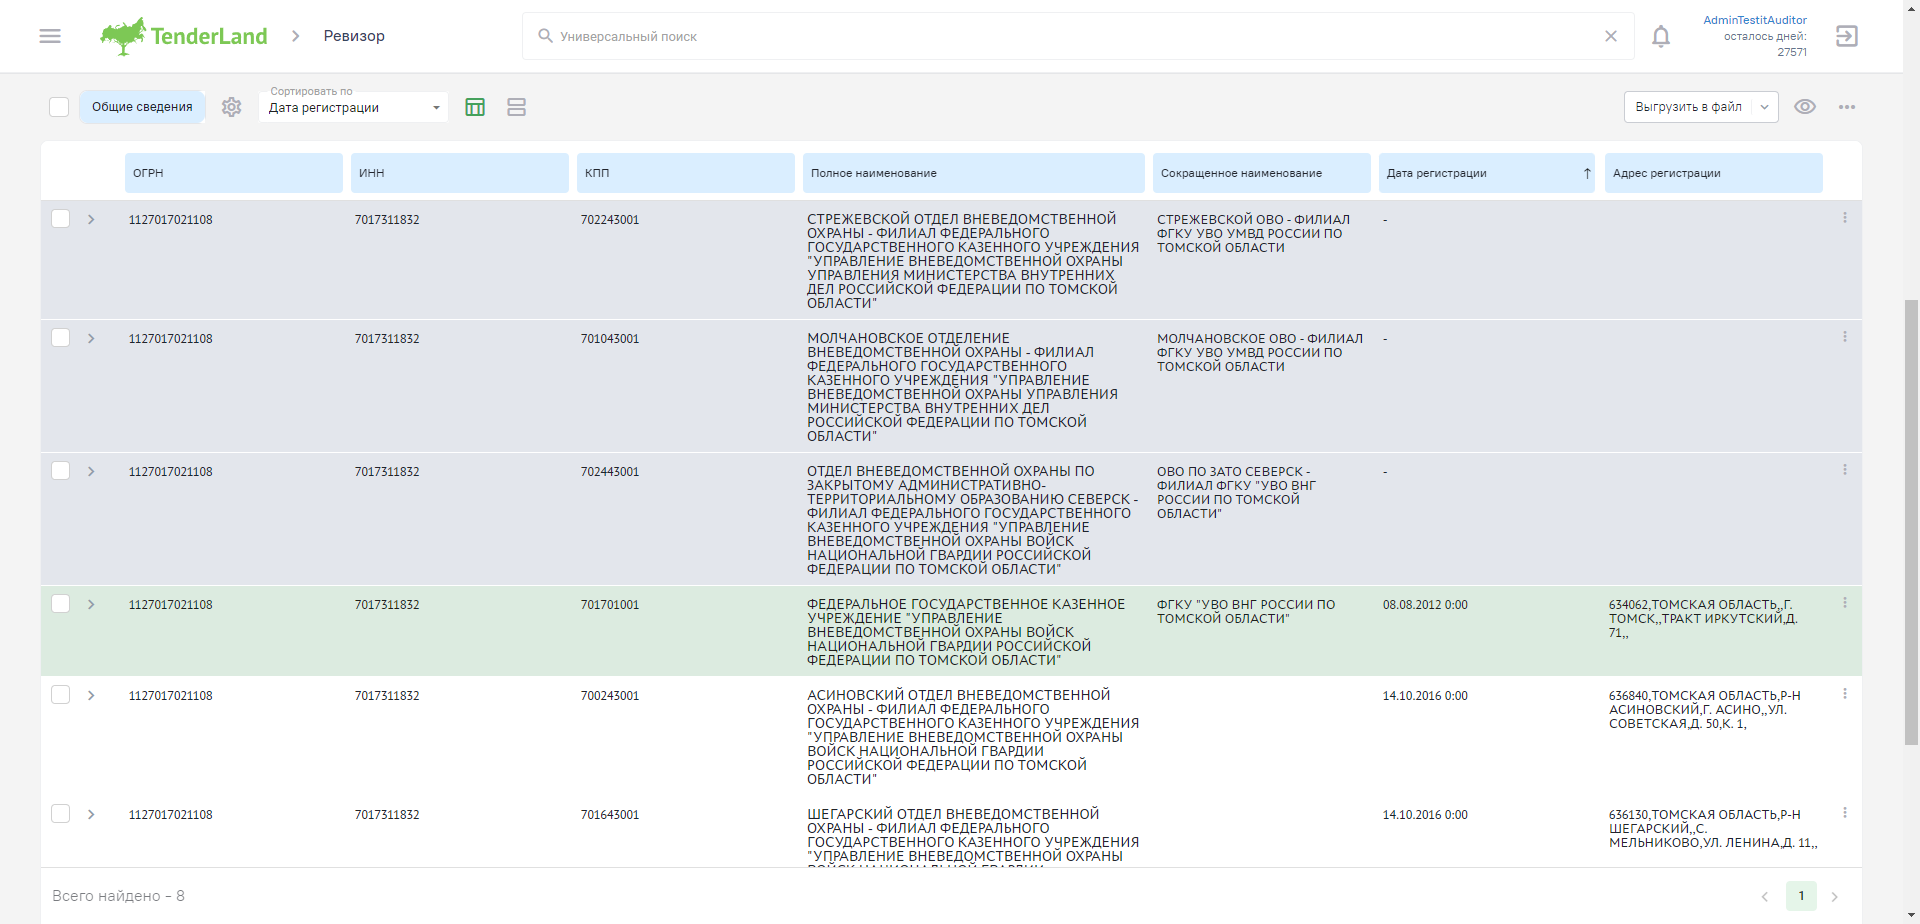 TenderLand
Ревизор
Универсальный поиск
AdminTestitAuditor
осталось дней:
27571
Общие сведения
Сортировать по
Дата регистрации
Выгрузить в файл
ОГРН
ИНН
КПП
Полное наименование
Сокращенное наименование
Дата регистрации
Адрес регистрации
1127017021108
7017311832
702243001
СТРЕЖЕВСКОЙ ОТДЕЛ ВНЕВЕДОМСТВЕННОЙ
ОХРАНЫ - ФИЛИАЛ ФЕДЕРАЛЬНОГО
ГОСУДАРСТВЕННОГО КАЗЕННОГО УЧРЕЖДЕНИЯ
"УПРАВЛЕНИЕ ВНЕВЕДОМСТВЕННОЙ ОХРАНЫ
УПРАВЛЕНИЯ МИНИСТЕРСТВА ВНУТРЕННИХ
ДЕЛ РОССИЙСКОЙ ФЕДЕРАЦИИ ПО ТОМСКОЙ
ОБЛАСТИ"
СТРЕЖЕВСКОЙ ОВО - ФИЛИАЛ
ФГКУ УВО УМВД РОССИИ ПО
ТОМСКОЙ ОБЛАСТИ
-
1127017021108
7017311832
701043001
МОЛЧАНОВСКОЕ ОТДЕЛЕНИЕ
ВНЕВЕДОМСТВЕННОЙ ОХРАНЫ - ФИЛИАЛ
ФЕДЕРАЛЬНОГО ГОСУДАРСТВЕННОГО
КАЗЕННОГО УЧРЕЖДЕНИЯ "УПРАВЛЕНИЕ
ВНЕВЕДОМСТВЕННОЙ ОХРАНЫ УПРАВЛЕНИЯ
МИНИСТЕРСТВА ВНУТРЕННИХ ДЕЛ
РОССИЙСКОЙ ФЕДЕРАЦИИ ПО ТОМСКОЙ
ОБЛАСТИ"
МОЛЧАНОВСКОЕ ОВО - ФИЛИАЛ
ФГКУ УВО УМВД РОССИИ ПО
ТОМСКОЙ ОБЛАСТИ
-
1127017021108
7017311832
702443001
ОТДЕЛ ВНЕВЕДОМСТВЕННОЙ ОХРАНЫ ПО
ЗАКРЫТОМУ АДМИНИСТРАТИВНО-
ТЕРРИТОРИАЛЬНОМУ ОБРАЗОВАНИЮ СЕВЕРСК -
ФИЛИАЛ ФЕДЕРАЛЬНОГО ГОСУДАРСТВЕННОГО
КАЗЕННОГО УЧРЕЖДЕНИЯ "УПРАВЛЕНИЕ
ВНЕВЕДОМСТВЕННОЙ ОХРАНЫ ВОЙСК
НАЦИОНАЛЬНОЙ ГВАРДИИ РОССИЙСКОЙ
ФЕДЕРАЦИИ ПО ТОМСКОЙ ОБЛАСТИ"
ОВО ПО ЗАТО СЕВЕРСК -
ФИЛИАЛ ФГКУ "УВО ВНГ
РОССИИ ПО ТОМСКОЙ
ОБЛАСТИ"
-
1127017021108
7017311832
701701001
ФЕДЕРАЛЬНОЕ ГОСУДАРСТВЕННОЕ КАЗЕННОЕ
УЧРЕЖДЕНИЕ "УПРАВЛЕНИЕ
ВНЕВЕДОМСТВЕННОЙ ОХРАНЫ ВОЙСК
НАЦИОНАЛЬНОЙ ГВАРДИИ РОССИЙСКОЙ
ФЕДЕРАЦИИ ПО ТОМСКОЙ ОБЛАСТИ"
ФГКУ "УВО ВНГ РОССИИ ПО
ТОМСКОЙ ОБЛАСТИ"
08.08.2012 0:00
634062,ТОМСКАЯ ОБЛАСТЬ,,Г.
ТОМСК,,ТРАКТ ИРКУТСКИЙ,Д.
71,,
1127017021108
7017311832
700243001
АСИНОВСКИЙ ОТДЕЛ ВНЕВЕДОМСТВЕННОЙ
ОХРАНЫ - ФИЛИАЛ ФЕДЕРАЛЬНОГО
ГОСУДАРСТВЕННОГО КАЗЕННОГО УЧРЕЖДЕНИЯ
"УПРАВЛЕНИЕ ВНЕВЕДОМСТВЕННОЙ ОХРАНЫ
ВОЙСК НАЦИОНАЛЬНОЙ ГВАРДИИ
РОССИЙСКОЙ ФЕДЕРАЦИИ ПО ТОМСКОЙ
ОБЛАСТИ"
14.10.2016 0:00
636840,ТОМСКАЯ ОБЛАСТЬ,Р-Н
АСИНОВСКИЙ,Г. АСИНО,,УЛ.
СОВЕТСКАЯ,Д. 50,К. 1,
1127017021108
7017311832
701643001
ШЕГАРСКИЙ ОТДЕЛ ВНЕВЕДОМСТВЕННОЙ
ОХРАНЫ - ФИЛИАЛ ФЕДЕРАЛЬНОГО
ГОСУДАРСТВЕННОГО КАЗЕННОГО УЧРЕЖДЕНИЯ
"УПРАВЛЕНИЕ ВНЕВЕДОМСТВЕННОЙ ОХРАНЫ
14.10.2016 0:00
636130,ТОМСКАЯ ОБЛАСТЬ,Р-Н
ШЕГАРСКИЙ,,С.
МЕЛЬНИКОВО,УЛ. ЛЕНИНА,Д. 11,,
Всего найдено - 8
1